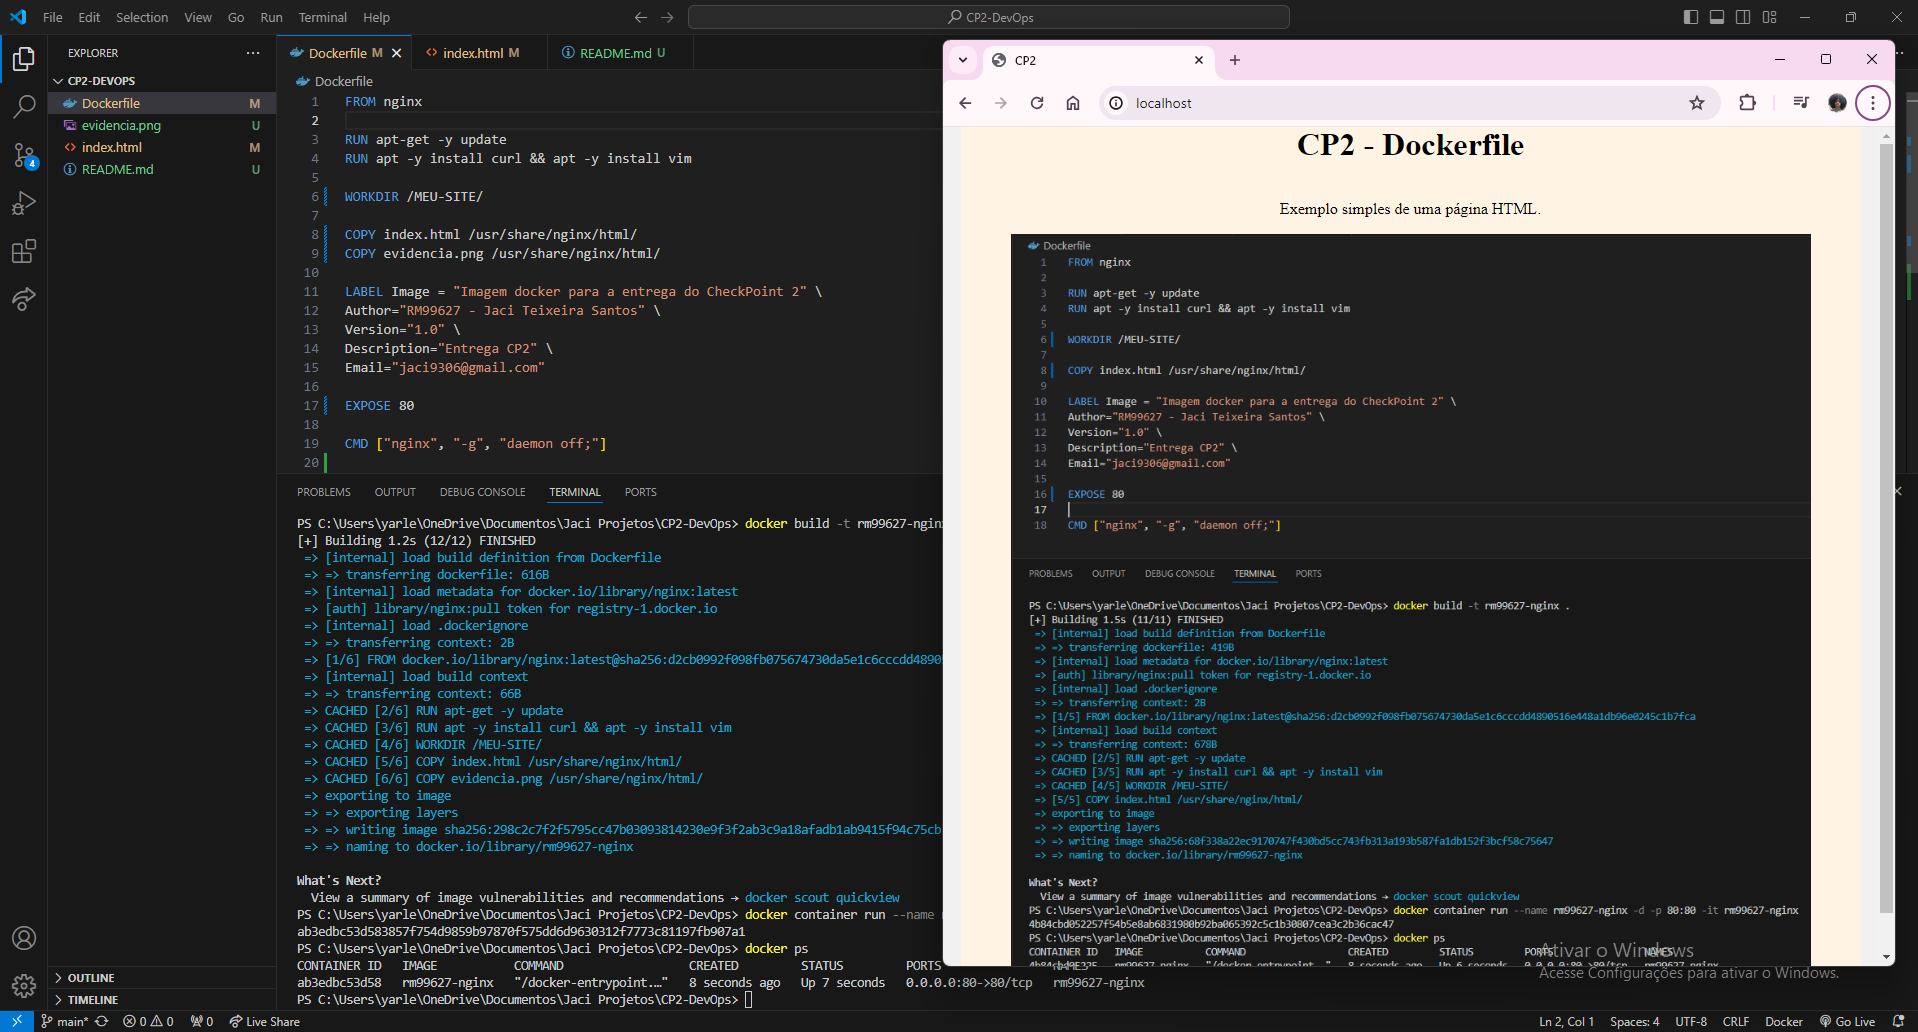 File Edit Selection View Go Run Terminal Help
CP2-DevOps
EXPLORER
CP2-DEVOPS
Dockerfile M
evidencia.png U
index.html M
README.md U
OUTLINE
TIMELINE
Dockerfile M
index.html M
README.md U
Dockerfile
1 FROM nginx
2
3 RUN apt-get -y update
4 RUN apt -y install curl && apt -y install vim
5
6 WORKDIR /MEU-SITE/
7
8 COPY index.html /usr/share/nginx/html/
9 COPY evidencia.png /usr/share/nginx/html/
10
11 LABEL Image = "Imagem docker para a entrega do CheckPoint 2" \
12 Author="RM99627 - Jaci Teixeira Santos" \
13 Version="1.0" \
14 Description="Entrega CP2" \
15 Email="jaci9306@gmail.com"
16
17 EXPOSE 80
18
19 CMD ["nginx", "-g", "daemon off;"]
20
PROBLEMS OUTPUT DEBUG CONSOLE TERMINAL PORTS
PS C:\Users\yarle\OneDrive\Documentos\Jaci Projetos\CP2-DevOps> docker build -t rm99627-ngin
[+] Building 1.2s (12/12) FINISHED
=> [internal] load build definition from Dockerfile
=> => transferring dockerfile: 616B
=> [internal] load metadata for docker.io/library/nginx:latest
=> [auth] library/nginx:pull token for registry-1.docker.io
=> [internal] load .dockerignore
=> => transferring context: 2B
=> [1/6] FROM docker.io/library/nginx:latest@sha256:d2cb0992f098fb075674730da5e1c6cccdd4890
=> [internal] load build context
=> => transferring context: 66B
=> CACHED [2/6] RUN apt-get -y update
=> CACHED [3/6] RUN apt -y install curl && apt -y install vim
=> CACHED [4/6] WORKDIR /MEU-SITE/
=> CACHED [5/6] COPY index.html /usr/share/nginx/html/
=> CACHED [6/6] COPY evidencia.png /usr/share/nginx/html/
=> exporting to image
=> => exporting layers
=> => writing image sha256:298c2c7f2f5795cc47b03093814230e9f3f2ab3c9a18afadb1ab9415f94c75cb
=> => naming to docker.io/library/rm99627-nginx
What's Next?
View a summary of image vulnerabilities and recommendations → docker scout quickview
PS C:\Users\yarle\OneDrive\Documentos\Jaci Projetos\CP2-DevOps> docker container run --name
ab3edbc53d583857f754d9859b97870f575dd6d9630312f7773c81197fb907a1
PS C:\Users\yarle\OneDrive\Documentos\Jaci Projetos\CP2-DevOps> docker ps
CONTAINER ID IMAGE COMMAND CREATED STATUS PORTS
ab3edbc53d58 rm99627-nginx "/docker-entrypoint.…" 8 seconds ago Up 7 seconds 0.0.0.0:80->80/tcp rm99627-nginx
PS C:\Users\yarle\OneDrive\Documentos\Jaci Projetos\CP2-DevOps>
CP2
localhost
CP2 - Dockerfile
Exemplo simples de uma página HTML.
Dockerfile
1 FROM nginx
2
3 RUN apt-get -y update
4 RUN apt -y install curl && apt -y install vim
5
6 WORKDIR /MEU-SITE/
7
8 COPY index.html /usr/share/nginx/html/
9
10 LABEL Image = "Imagem docker para a entrega do CheckPoint 2" \
11 Author="RM99627 - Jaci Teixeira Santos" \
12 Version="1.0" \
13 Description="Entrega CP2" \
14 Email="jaci9306@gmail.com"
15
16 EXPOSE 80
17
18 CMD ["nginx", "-g", "daemon off;"]
PROBLEMS OUTPUT DEBUG CONSOLE TERMINAL PORTS
PS C:\Users\yarle\OneDrive\Documentos\Jaci Projetos\CP2-DevOps> docker build -t rm99627-nginx .
[+] Building 1.5s (11/11) FINISHED
=> [internal] load build definition from Dockerfile
=> => transferring dockerfile: 419B
=> [internal] load metadata for docker.io/library/nginx:latest
=> [auth] library/nginx:pull token for registry-1.docker.io
=> [internal] load .dockerignore
=> => transferring context: 2B
=> [1/5] FROM docker.io/library/nginx:latest@sha256:d2cb0992f098fb075674730da5e1c6cccdd4890516e448a1db96e0245c1b7fca
=> [internal] load build context
=> => transferring context: 678B
=> CACHED [2/5] RUN apt-get -y update
=> CACHED [3/5] RUN apt -y install curl && apt -y install vim
=> CACHED [4/5] WORKDIR /MEU-SITE/
=> [5/5] COPY index.html /usr/share/nginx/html/
=> exporting to image
=> => exporting layers
=> => writing image sha256:68f338a22ec9170747f430bd5cc743fb313a193b587fa1db152f3bcf58c75647
=> => naming to docker.io/library/rm99627-nginx
What's Next?
View a summary of image vulnerabilities and recommendations → docker scout quickview
PS C:\Users\yarle\OneDrive\Documentos\Jaci Projetos\CP2-DevOps> docker container run --name rm99627-nginx -d -p 80:80 -it rm99627-nginx
4b84cbd052257f54b5e8ab6831980b92ba065392c5c1b30807cea3c2b36cac47
PS C:\Users\yarle\OneDrive\Documentos\Jaci Projetos\CP2-DevOps> docker ps
CONTAINER ID IMAGE COMMAND CREATED STATUS PORTS NAMES
Ativar o Windows
Acesse Configurações para ativar o Windows.
4
main* 0 0 0 Live Share
Ln 2, Col 1 Spaces: 4 UTF-8 CRLF Docker Go Live